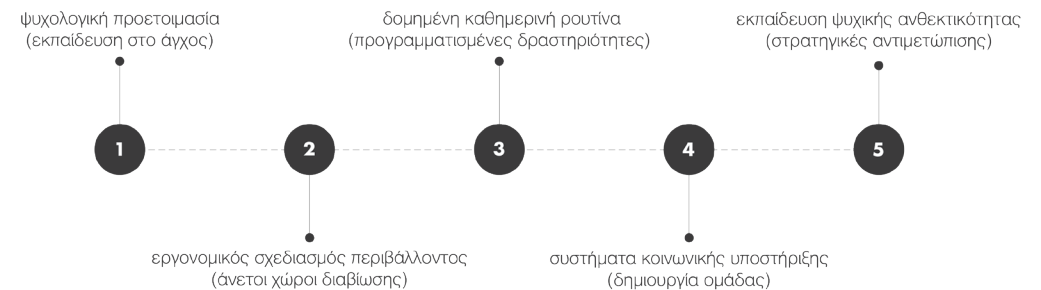 ψυχολογική προετοιμασία
(εκπαίδευση στο άγχος)
δομημένη καθημερινή ρουτίνα
(προγραμματισμένες δραστηριότητες)
εκπαίδευση ψυχικής ανθεκτικότητας
(στρατηγικές αντιμετώπισης)
1
2
3
4
5
εργονομικός σχεδιασμός περιβάλλοντος
(άνετοι χώροι διαβίωσης)
συστήματα κοινωνικής υποστήριξης
(δημιουργία ομάδας)